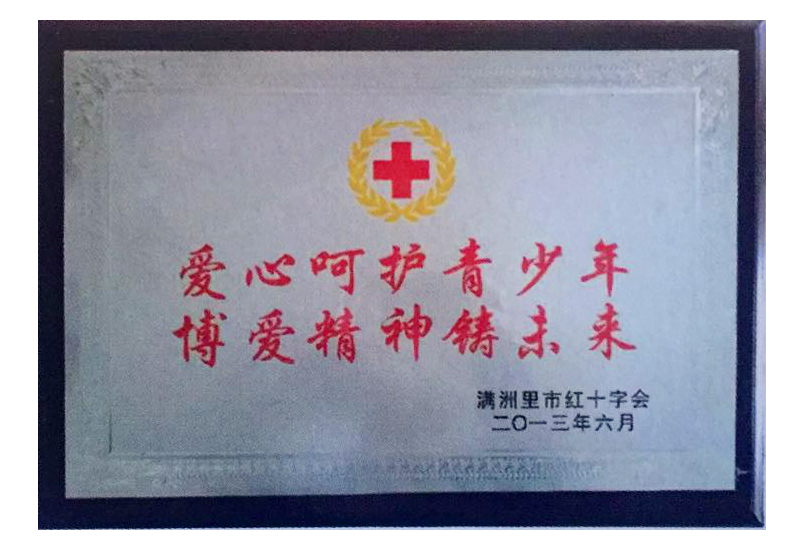 爱心呵护青少年
博爱精神铸未来
满洲里市红十字会
二〇一三年六月